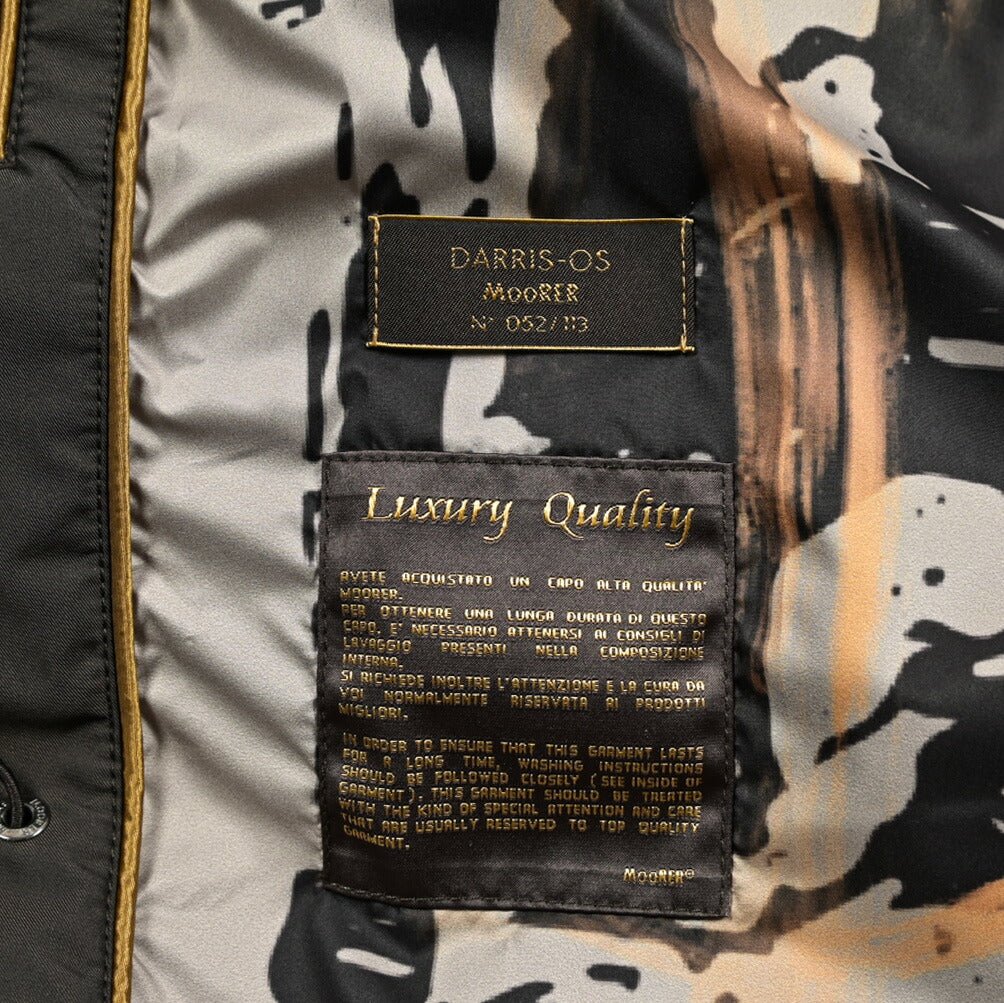 DARRIS-OS
MOORER
N° 052/113
Luxury Quality
AVETE ACQUISTATO UN CAPO ALTA QUALITA'
MOORER.
PER OTTENERE UNA LUNGA DURATA DI QUESTO
CAPO, E' NECESSARIO ATTENERSI AI CONSIGLI DI
LAVAGGIO PRESENTI NELLA COMPOSIZIONE
INTERNA.
SI RICHIEDE INOLTRE L'ATTENZIONE E LA CURA DA
VOI NORMALMENTE RISERVATA AI PRODOTTI
MIGLIORI.
IN ORDER TO ENSURE THAT THIS GARMENT LASTS
FOR A LONG TIME, WASHING INSTRUCTIONS
SHOULD BE FOLLOWED CLOSELY (SEE INSIDE OF
GARMENT); THIS GARMENT SHOULD BE TREATED
WITH THE KIND OF SPECIAL ATTENTION AND CARE
THAT ARE USUALLY RESERVED TO TOP QUALITY
GARMENT.
MOORER®